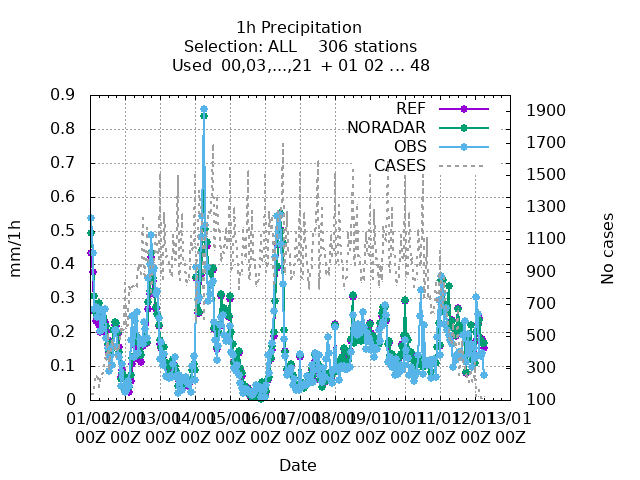 1h Precipitation
Selection: ALL    306 stations
Used  00,03,...,21  + 01 02 ... 48
REF
NORADAR
OBS
CASES
mm/1h
0.9
0.8
0.7
0.6
0.5
0.4
0.3
0.2
0.1
0
No cases
1900
1700
1500
1300
1100
900
700
500
300
100
01/01 12/01 13/01 14/01 15/01 16/01 17/01 18/01 19/01 10/01 11/01 12/01 13/01
00Z 00Z 00Z 00Z 00Z 00Z 00Z 00Z 00Z 00Z 00Z 00Z 00Z
Date